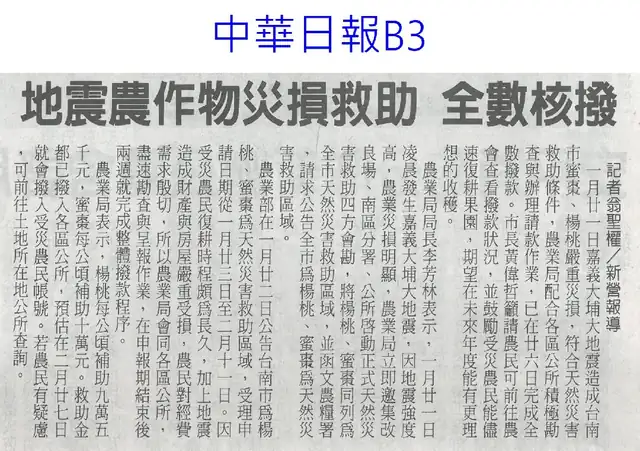 中華日報B3
地震農作物災損救助 全數核撥
記者翁聖權／新營報導
一月廿一日嘉義大埔大地震造成台南
市蜜棗、楊桃嚴重災損，符合天然災害
救助條件，農業局配合各區公所積極勘
查與辦理請款作業，已在廿六日完成全
數撥款。市長黃偉哲籲請農民可前往農
會查看撥款狀況，並鼓勵受災農民能儘
速復耕果園，期望在未來年度能有更理
想的收穫。
農業局局長李芳林表示，一月廿一日
凌晨發生嘉義大埔大地震，因地震強度
高，農業災損明顯，農業局立即邀集改
良場、南區分署、公所啟動正式天然災
害救助四方會勘，將楊桃、蜜棗同列為
全市天然災害救助區域，並函文農糧署
，請求公告全市為楊桃、蜜棗為天然災
害救助區域。
農業部在一月廿二日公告台南市為楊
桃、蜜棗為天然災害救助區域，受理申
請日期從一月廿三日至二月十一日。因
受災農民復耕時程頗為長久，加上地震
造成財產與房屋嚴重受損，農民對經費
需求殷切，所以農業局會同各區公所，
盡速勘查與呈報作業，在申報期結束後
兩週就完成整體撥款程序。
農業局表示，楊桃每公頃補助九萬五
千元，蜜棗每公頃補助十萬元。救助金
都已撥入各區公所，預估在二月廿七日
就會撥入受災農民帳號。若農民有疑慮
，可前往土地所在地公所查詢。